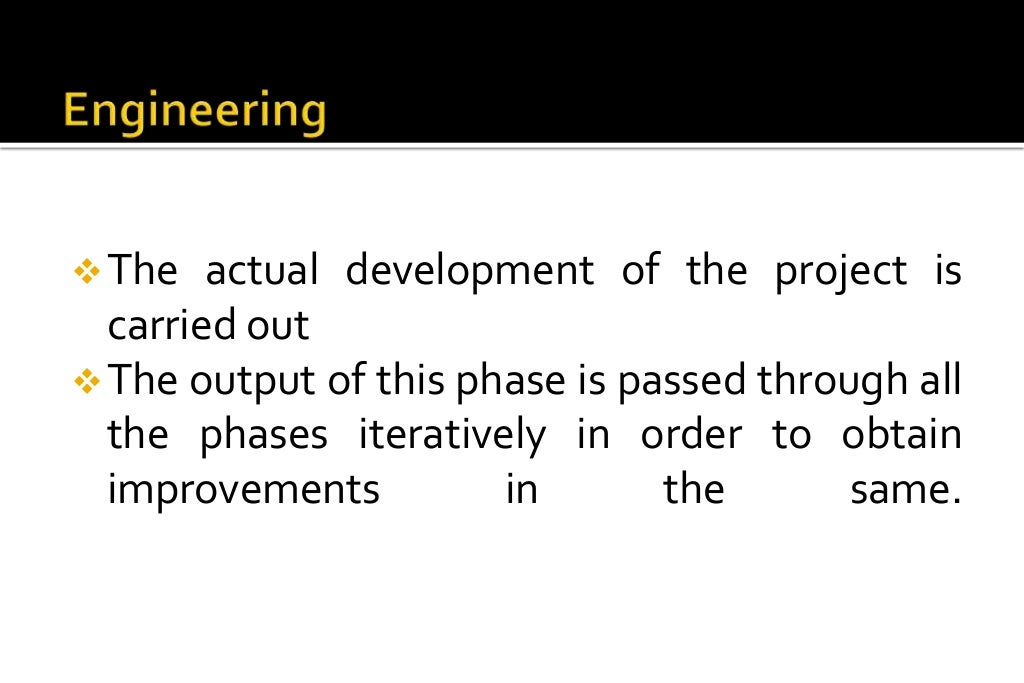 Engineering
The actual development of the project is
carried out
The output of this phase is passed through all
the phases iteratively in order to obtain
improvements in the same.